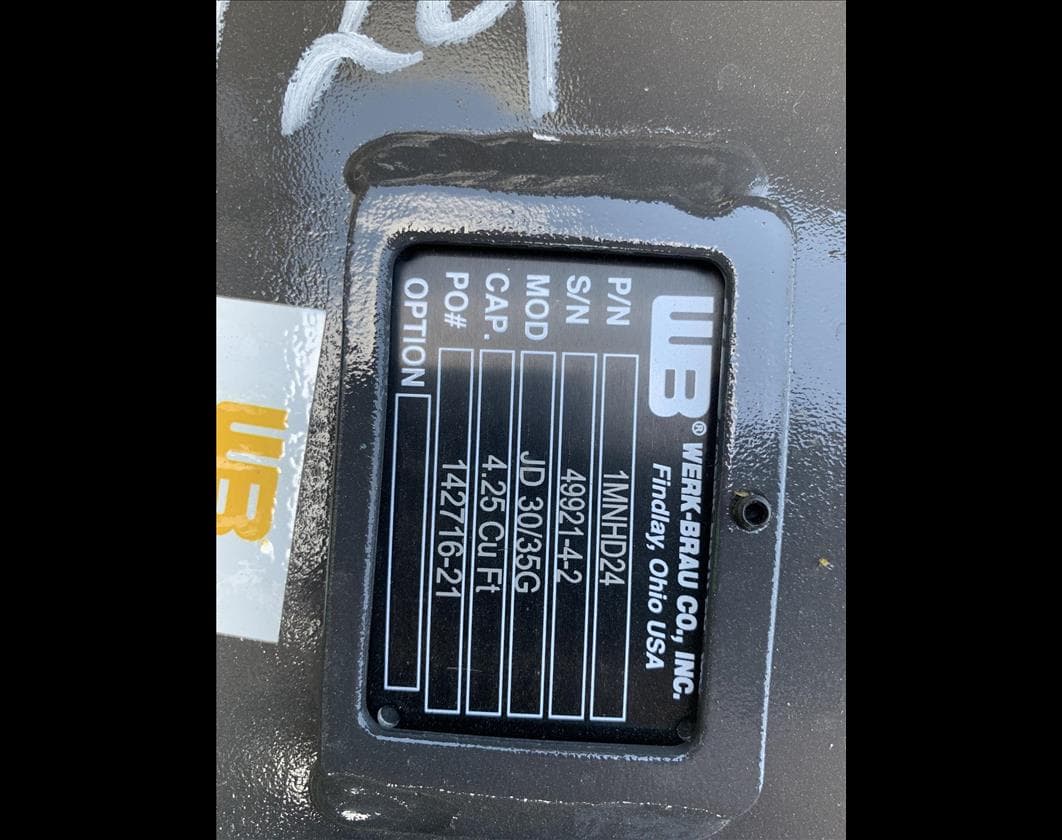 WB® WERK-BRAU CO., INC.
Findlay, Ohio USA
P/N 1MNHD24
S/N 49921-4-2
MOD JD 30/35G
CAP. 4.25 Cu Ft
PO# 142716-21
OPTION
WB